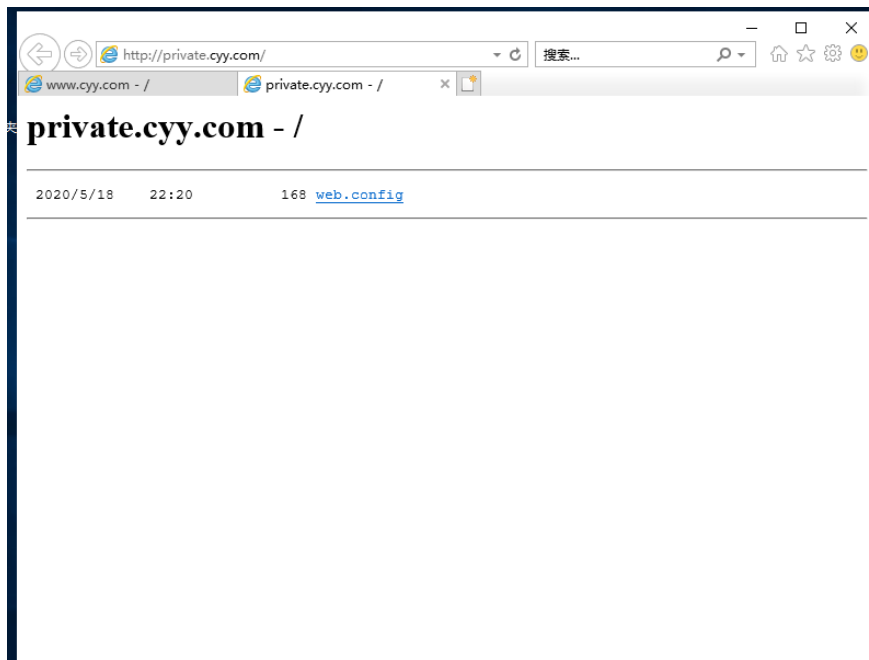 http://private.cyy.com/
搜索...
www.cyy.com - /
private.cyy.com - /
private.cyy.com - /
2020/5/18 22:20 168 web.config